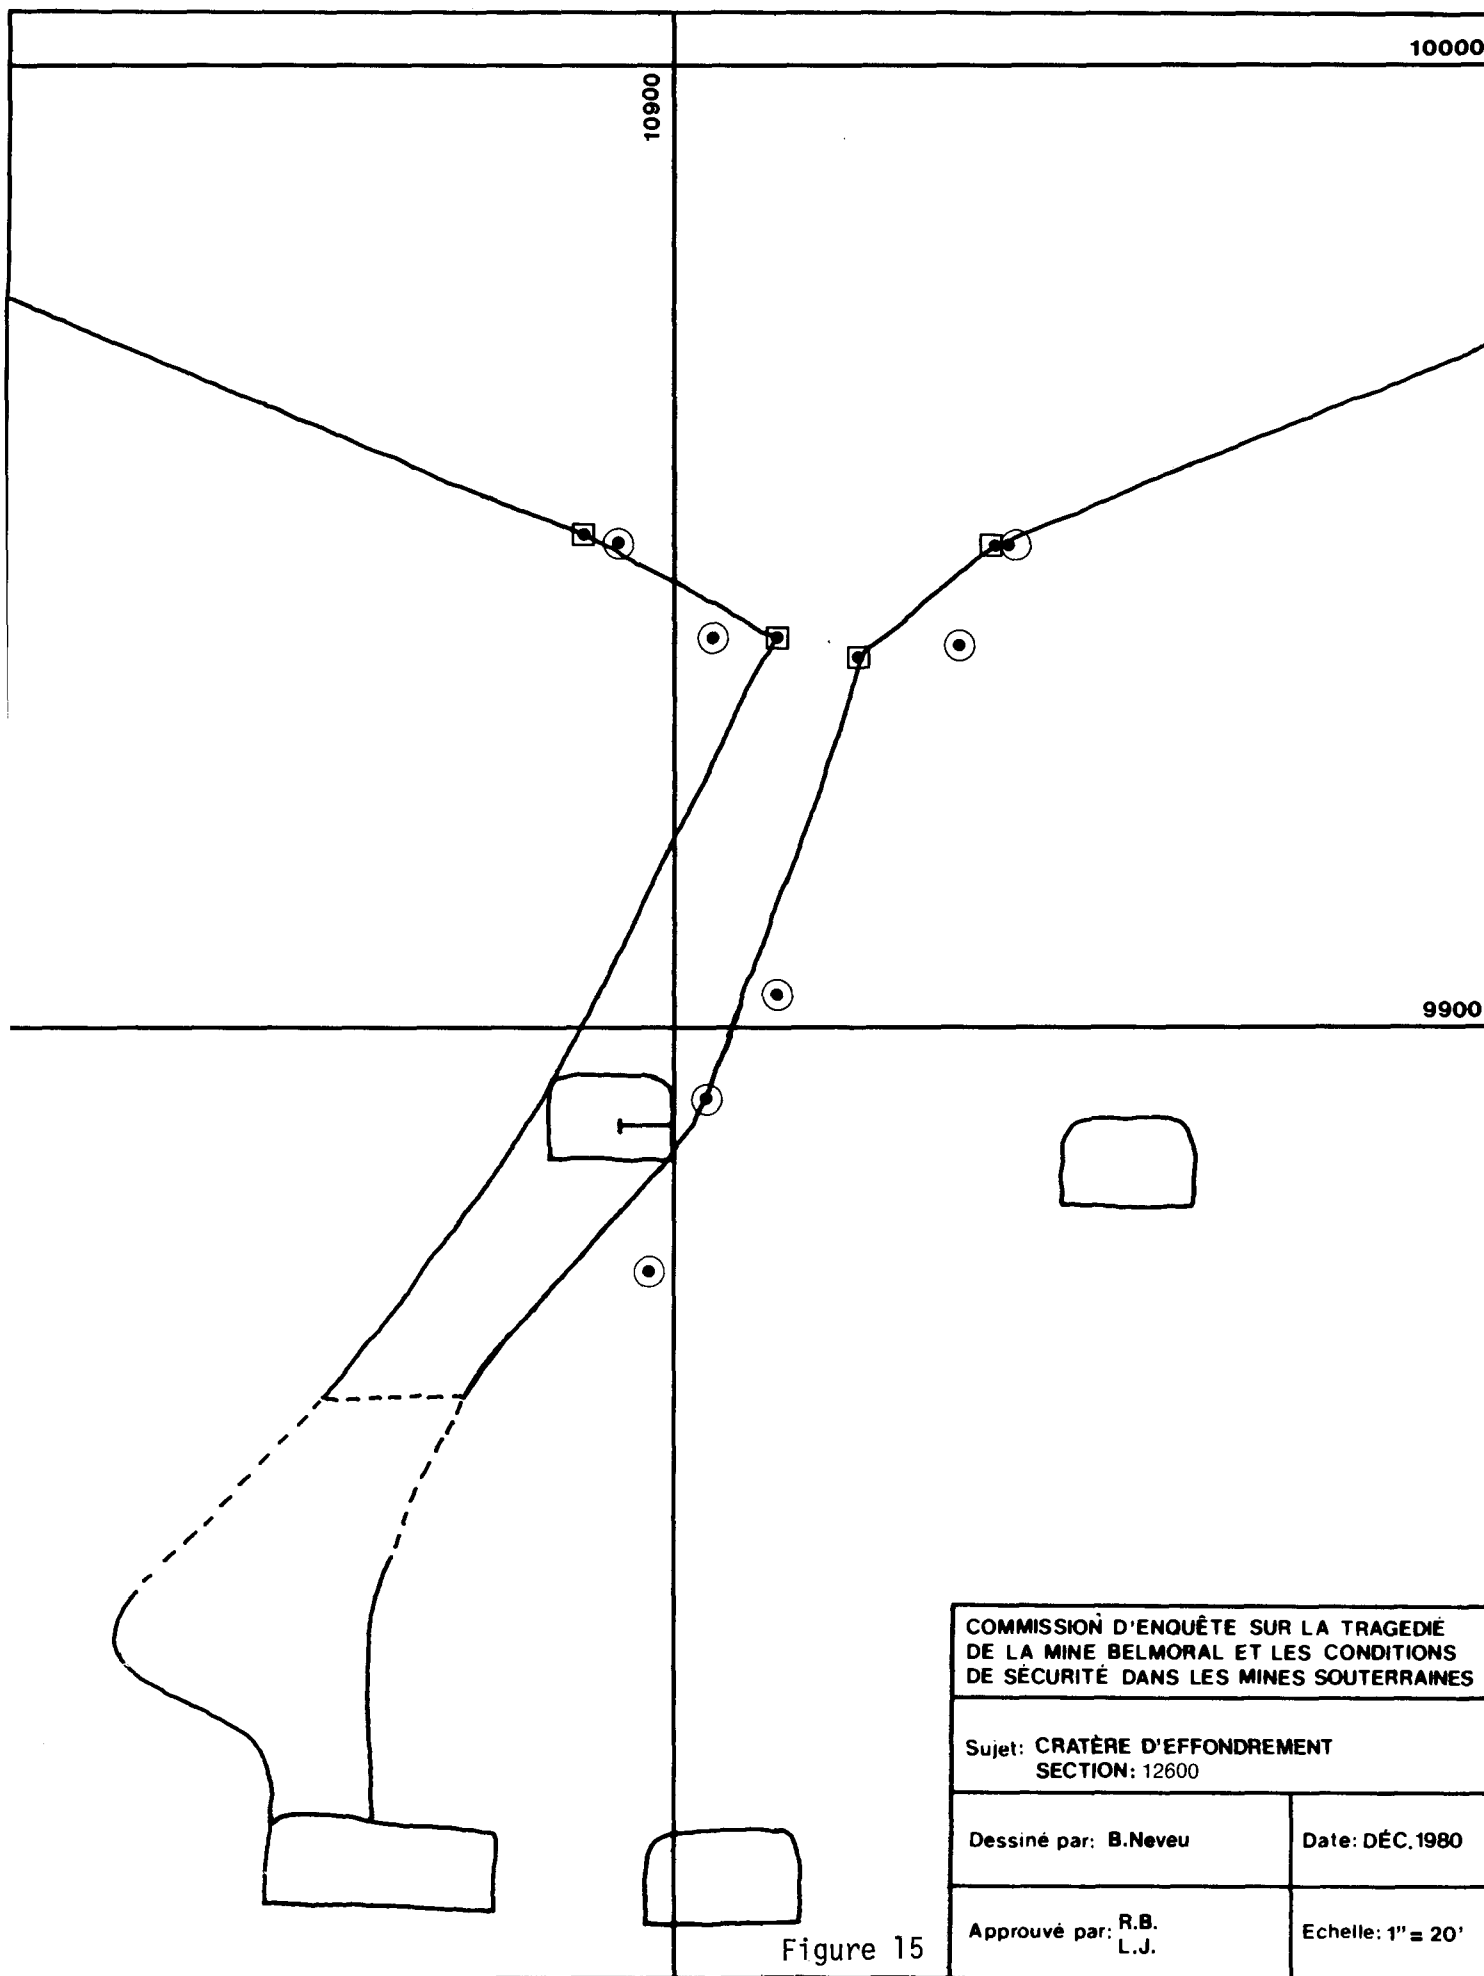 10000
10900
9900
COMMISSION D'ENQUÊTE SUR LA TRAGEDIE
DE LA MINE BELMORAL ET LES CONDITIONS
DE SÉCURITÉ DANS LES MINES SOUTERRAINES
Sujet: CRATÈRE D'EFFONDREMENT
SECTION: 12600
Dessiné par: B.Neveu
Date: DÉC.1980
Approuvé par: R.B.
L.J.
Echelle: 1" = 20'
Figure 15